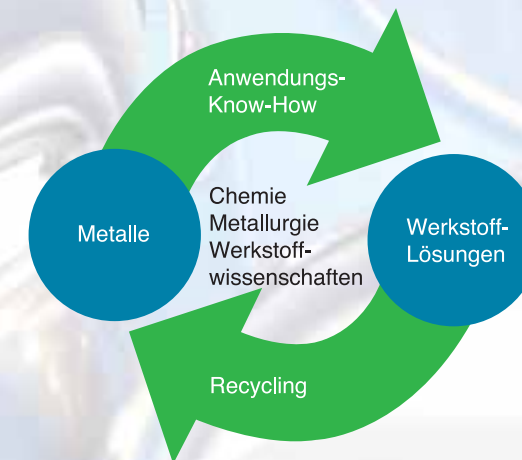 Anwendungs-
Know-How
Chemie
Metallurgie
Werkstoff-
wissenschaften
Metalle
Werkstoff-
Lösungen
Recycling